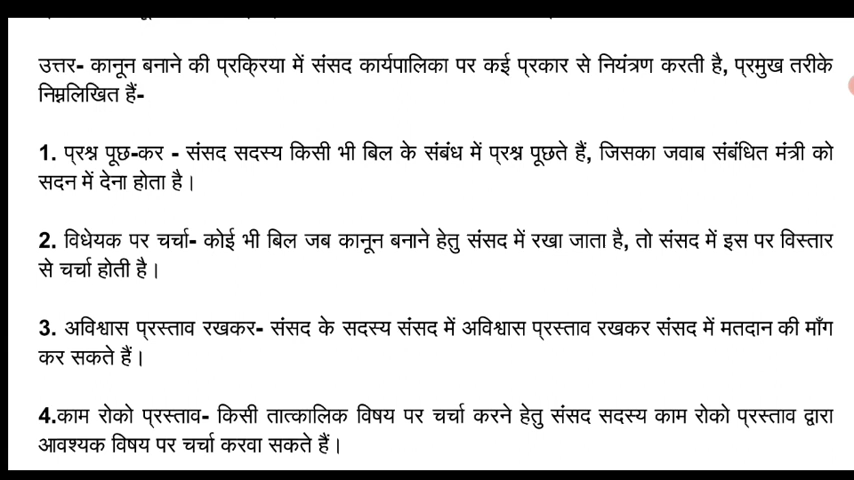 उत्तर- कानून बनाने की प्रक्रिया में संसद कार्यपालिका पर कई प्रकार से नियंत्रण करती है, प्रमुख तरीके
निम्नलिखित हैं-
1. प्रश्न पूछ-कर - संसद सदस्य किसी भी बिल के संबंध में प्रश्न पूछते हैं, जिसका जवाब संबंधित मंत्री को
सदन में देना होता है।
2. विधेयक पर चर्चा- कोई भी बिल जब कानून बनाने हेतु संसद में रखा जाता है, तो संसद में इस पर विस्तार
से चर्चा होती है।
3. अविश्वास प्रस्ताव रखकर- संसद के सदस्य संसद में अविश्वास प्रस्ताव रखकर संसद में मतदान की माँग
कर सकते हैं।
4.काम रोको प्रस्ताव- किसी तात्कालिक विषय पर चर्चा करने हेतु संसद सदस्य काम रोको प्रस्ताव द्वारा
आवश्यक विषय पर चर्चा करवा सकते हैं।